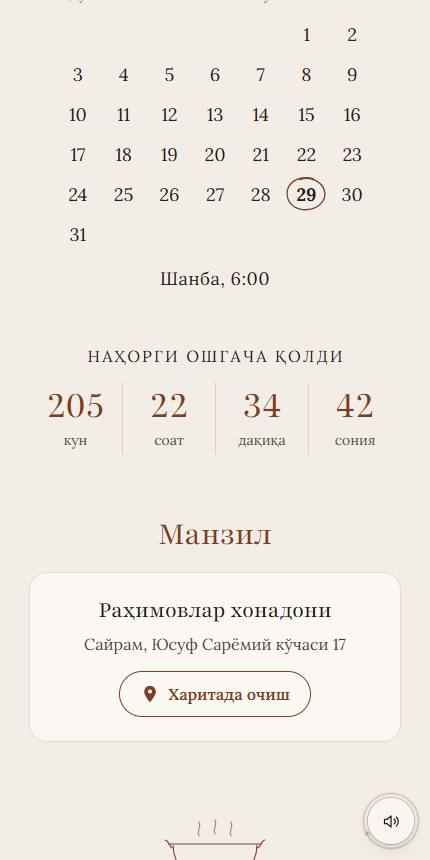 1 2
3 4 5 6 7 8 9
10 11 12 13 14 15 16
17 18 19 20 21 22 23
24 25 26 27 28 29 30
31
Шанба, 6:00
НАҲОРГИ ОШГАЧА ҚОЛДИ
205 22 34 42
кун соат дақиқа сония
Манзил
Раҳимовлар хонадони
Сайрам, Юсуф Сарёмий кўчаси 17
Харитада очиш